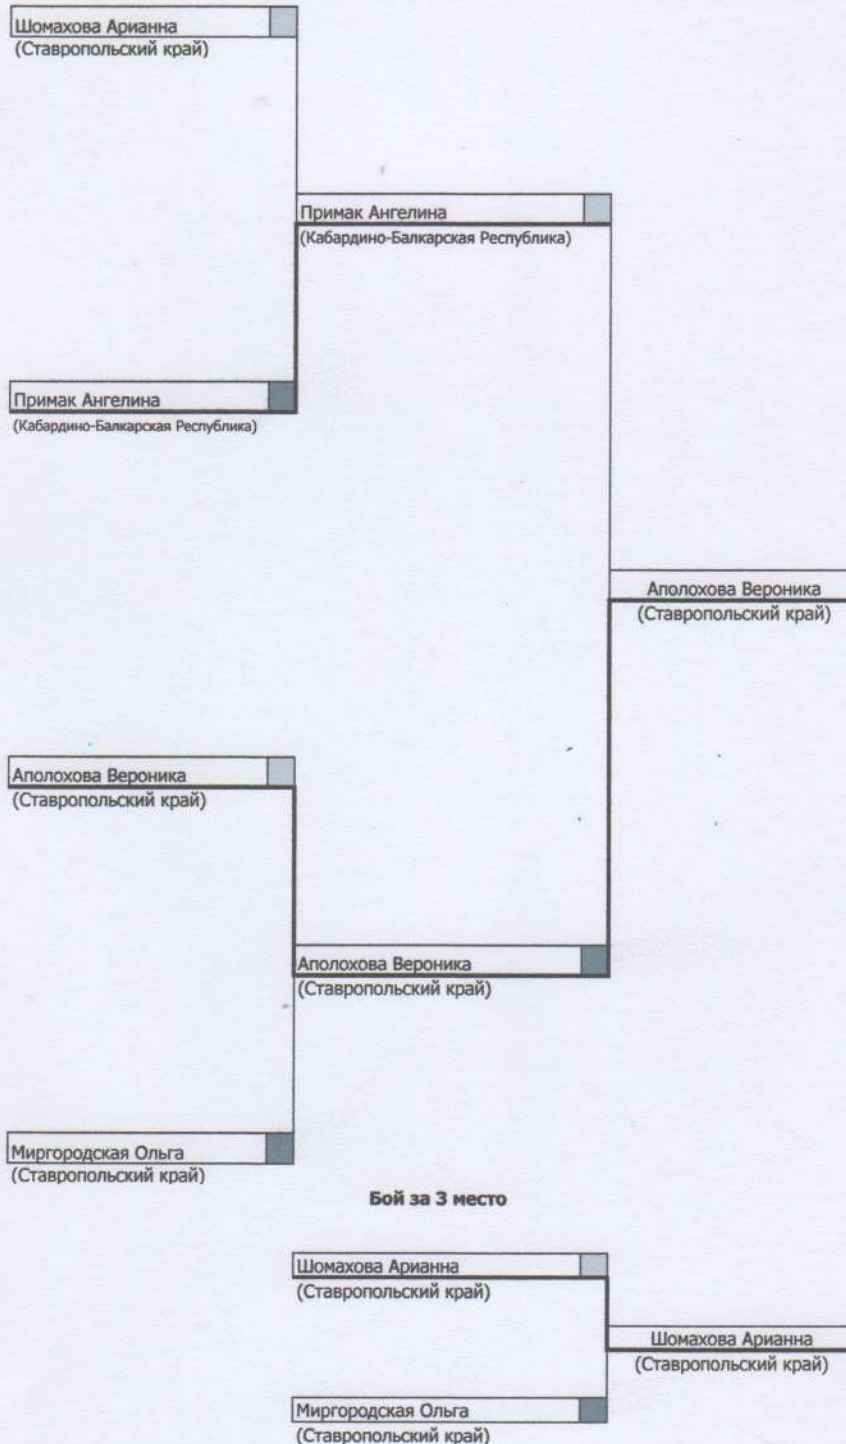 Шомахова Арианна
(Ставропольский край)
Примак Ангелина
(Кабардино-Балкарская Республика)
Примак Ангелина
(Кабардино-Балкарская Республика)
Аполохова Вероника
(Ставропольский край)
Аполохова Вероника
(Ставропольский край)
Аполохова Вероника
(Ставропольский край)
Миргородская Ольга
(Ставропольский край)
Бой за 3 место
Шомахова Арианна
(Ставропольский край)
Шомахова Арианна
(Ставропольский край)
Миргородская Ольга
(Ставропольский край)